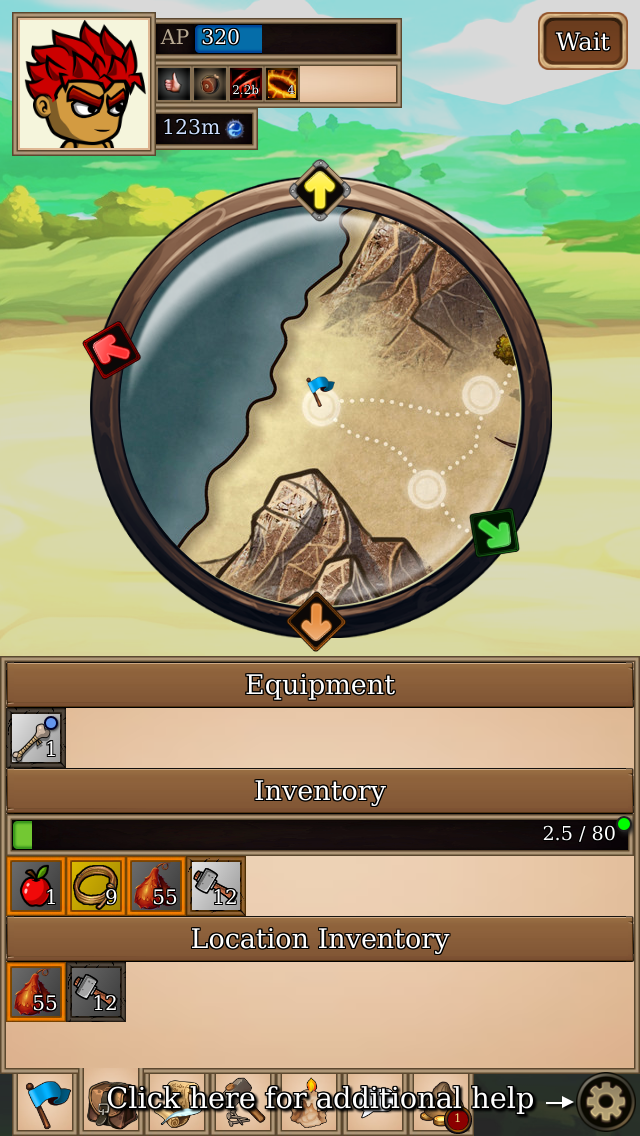 AP 320
Wait
2.2b 4
123m
Equipment
1
Inventory
2.5 / 80
1 9 55 12
Location Inventory
55 12
Click here for additional help
1